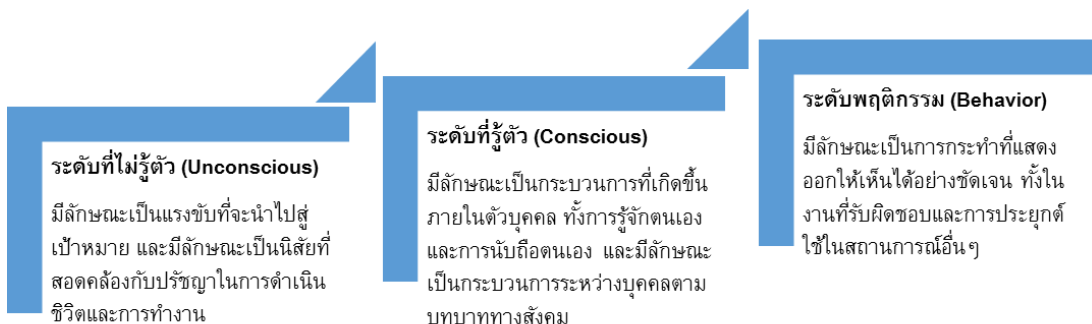 ระดับที่ไม่รู้ตัว (Unconscious)
มีลักษณะเป็นแรงขับที่จะนำไปสู่
เป้าหมาย และมีลักษณะเป็นนิสัยที่
สอดคล้องกับปรัชญาในการดำเนิน
ชีวิตและการทำงาน
ระดับที่รู้ตัว (Conscious)
มีลักษณะเป็นกระบวนการที่เกิดขึ้น
ภายในตัวบุคคล ทั้งการรู้จักตนเอง
และการนับถือตนเอง และมีลักษณะ
เป็นกระบวนการระหว่างบุคคลตาม
บทบาททางสังคม
ระดับพฤติกรรม (Behavior)
มีลักษณะเป็นการกระทำที่แสดง
ออกให้เห็นได้อย่างชัดเจน ทั้งใน
งานที่รับผิดชอบและการประยุกต์
ใช้ในสถานการณ์อื่นๆ